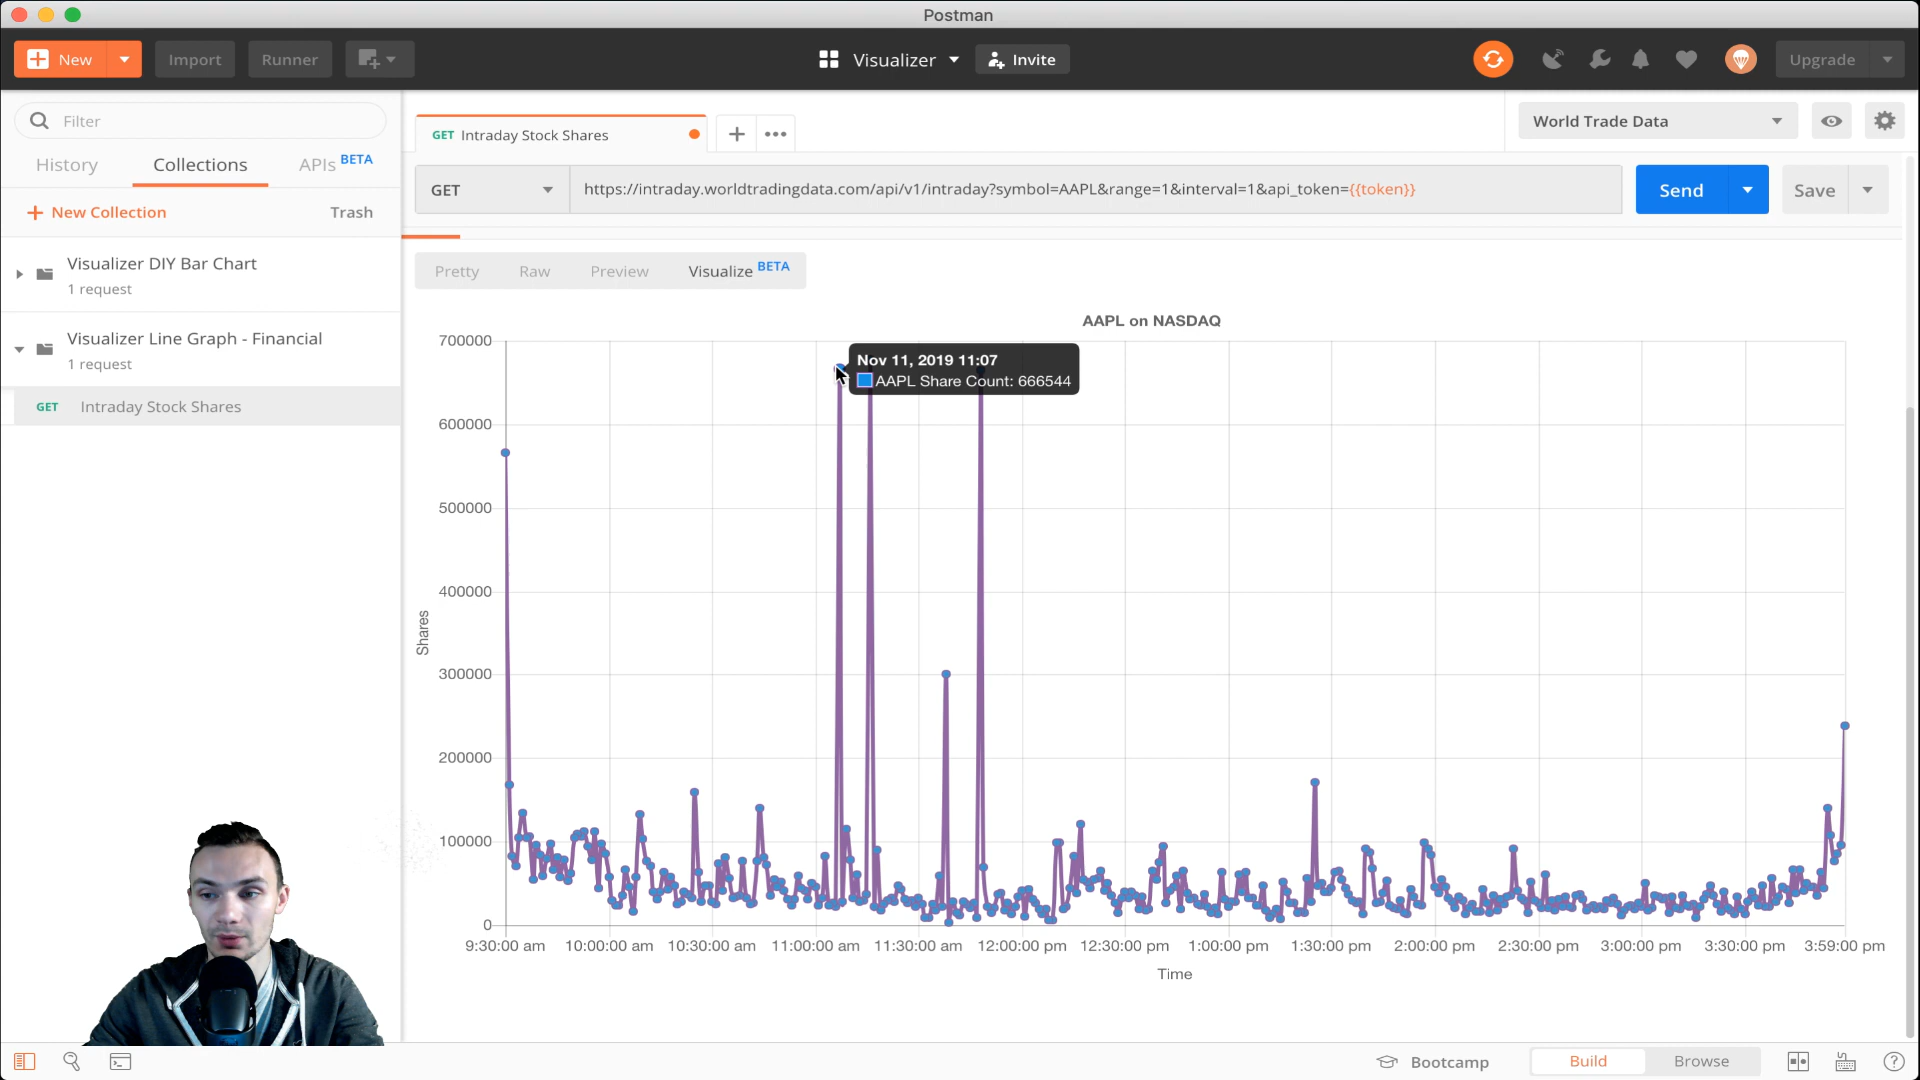 Postman
New
Import
Runner
Visualizer
Invite
Upgrade
Filter
History
Collections
APIs BETA
New Collection
Trash
Visualizer DIY Bar Chart
1 request
Visualizer Line Graph - Financial
1 request
GET Intraday Stock Shares
GET Intraday Stock Shares
World Trade Data
GET
https://intraday.worldtradingdata.com/api/v1/intraday?symbol=AAPL&range=1&interval=1&api_token={{token}}
Send
Save
Pretty
Raw
Preview
Visualize BETA
AAPL on NASDAQ
700000
600000
500000
400000
300000
200000
100000
0
Shares
Nov 11, 2019 11:07
AAPL Share Count: 666544
9:30:00 am
10:00:00 am
10:30:00 am
11:00:00 am
11:30:00 am
12:00:00 pm
12:30:00 pm
1:00:00 pm
1:30:00 pm
2:00:00 pm
2:30:00 pm
3:00:00 pm
3:30:00 pm
3:59:00 pm
Time
Bootcamp
Build
Browse